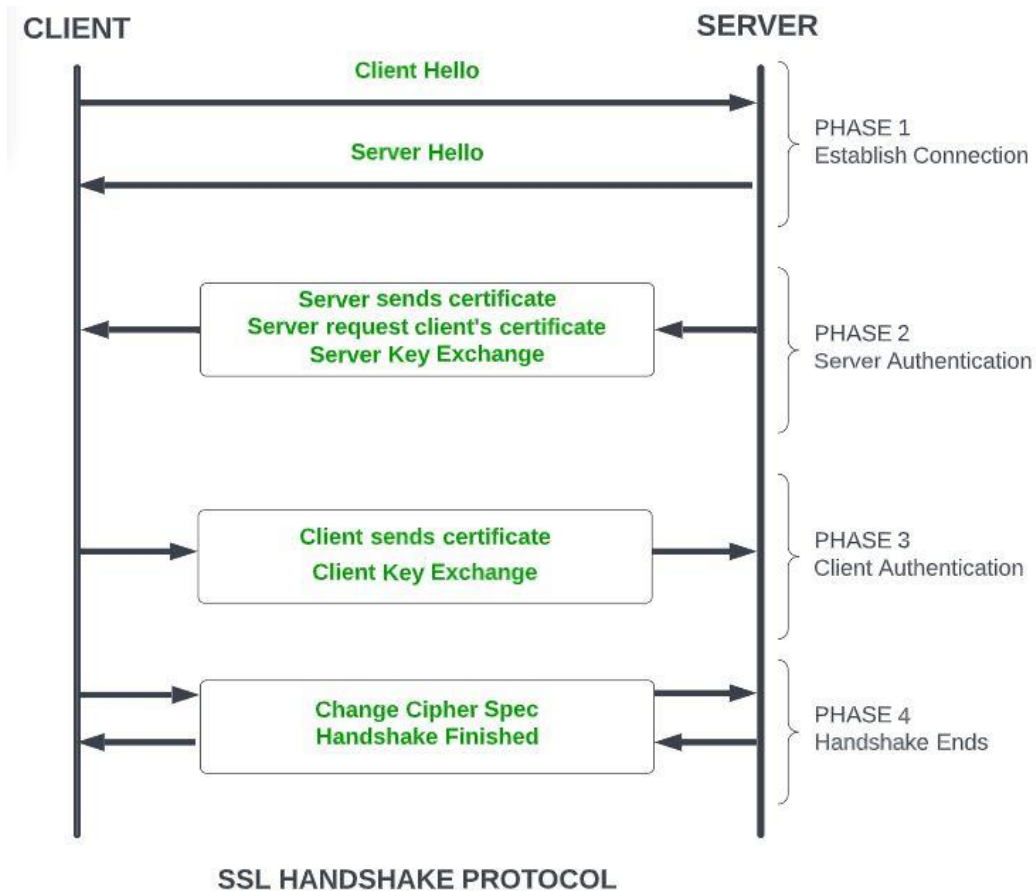 CLIENT
SERVER
Client Hello
Server Hello
PHASE 1
Establish Connection
Server sends certificate
Server request client's certificate
Server Key Exchange
PHASE 2
Server Authentication
Client sends certificate
Client Key Exchange
PHASE 3
Client Authentication
Change Cipher Spec
Handshake Finished
PHASE 4
Handshake Ends
SSL HANDSHAKE PROTOCOL